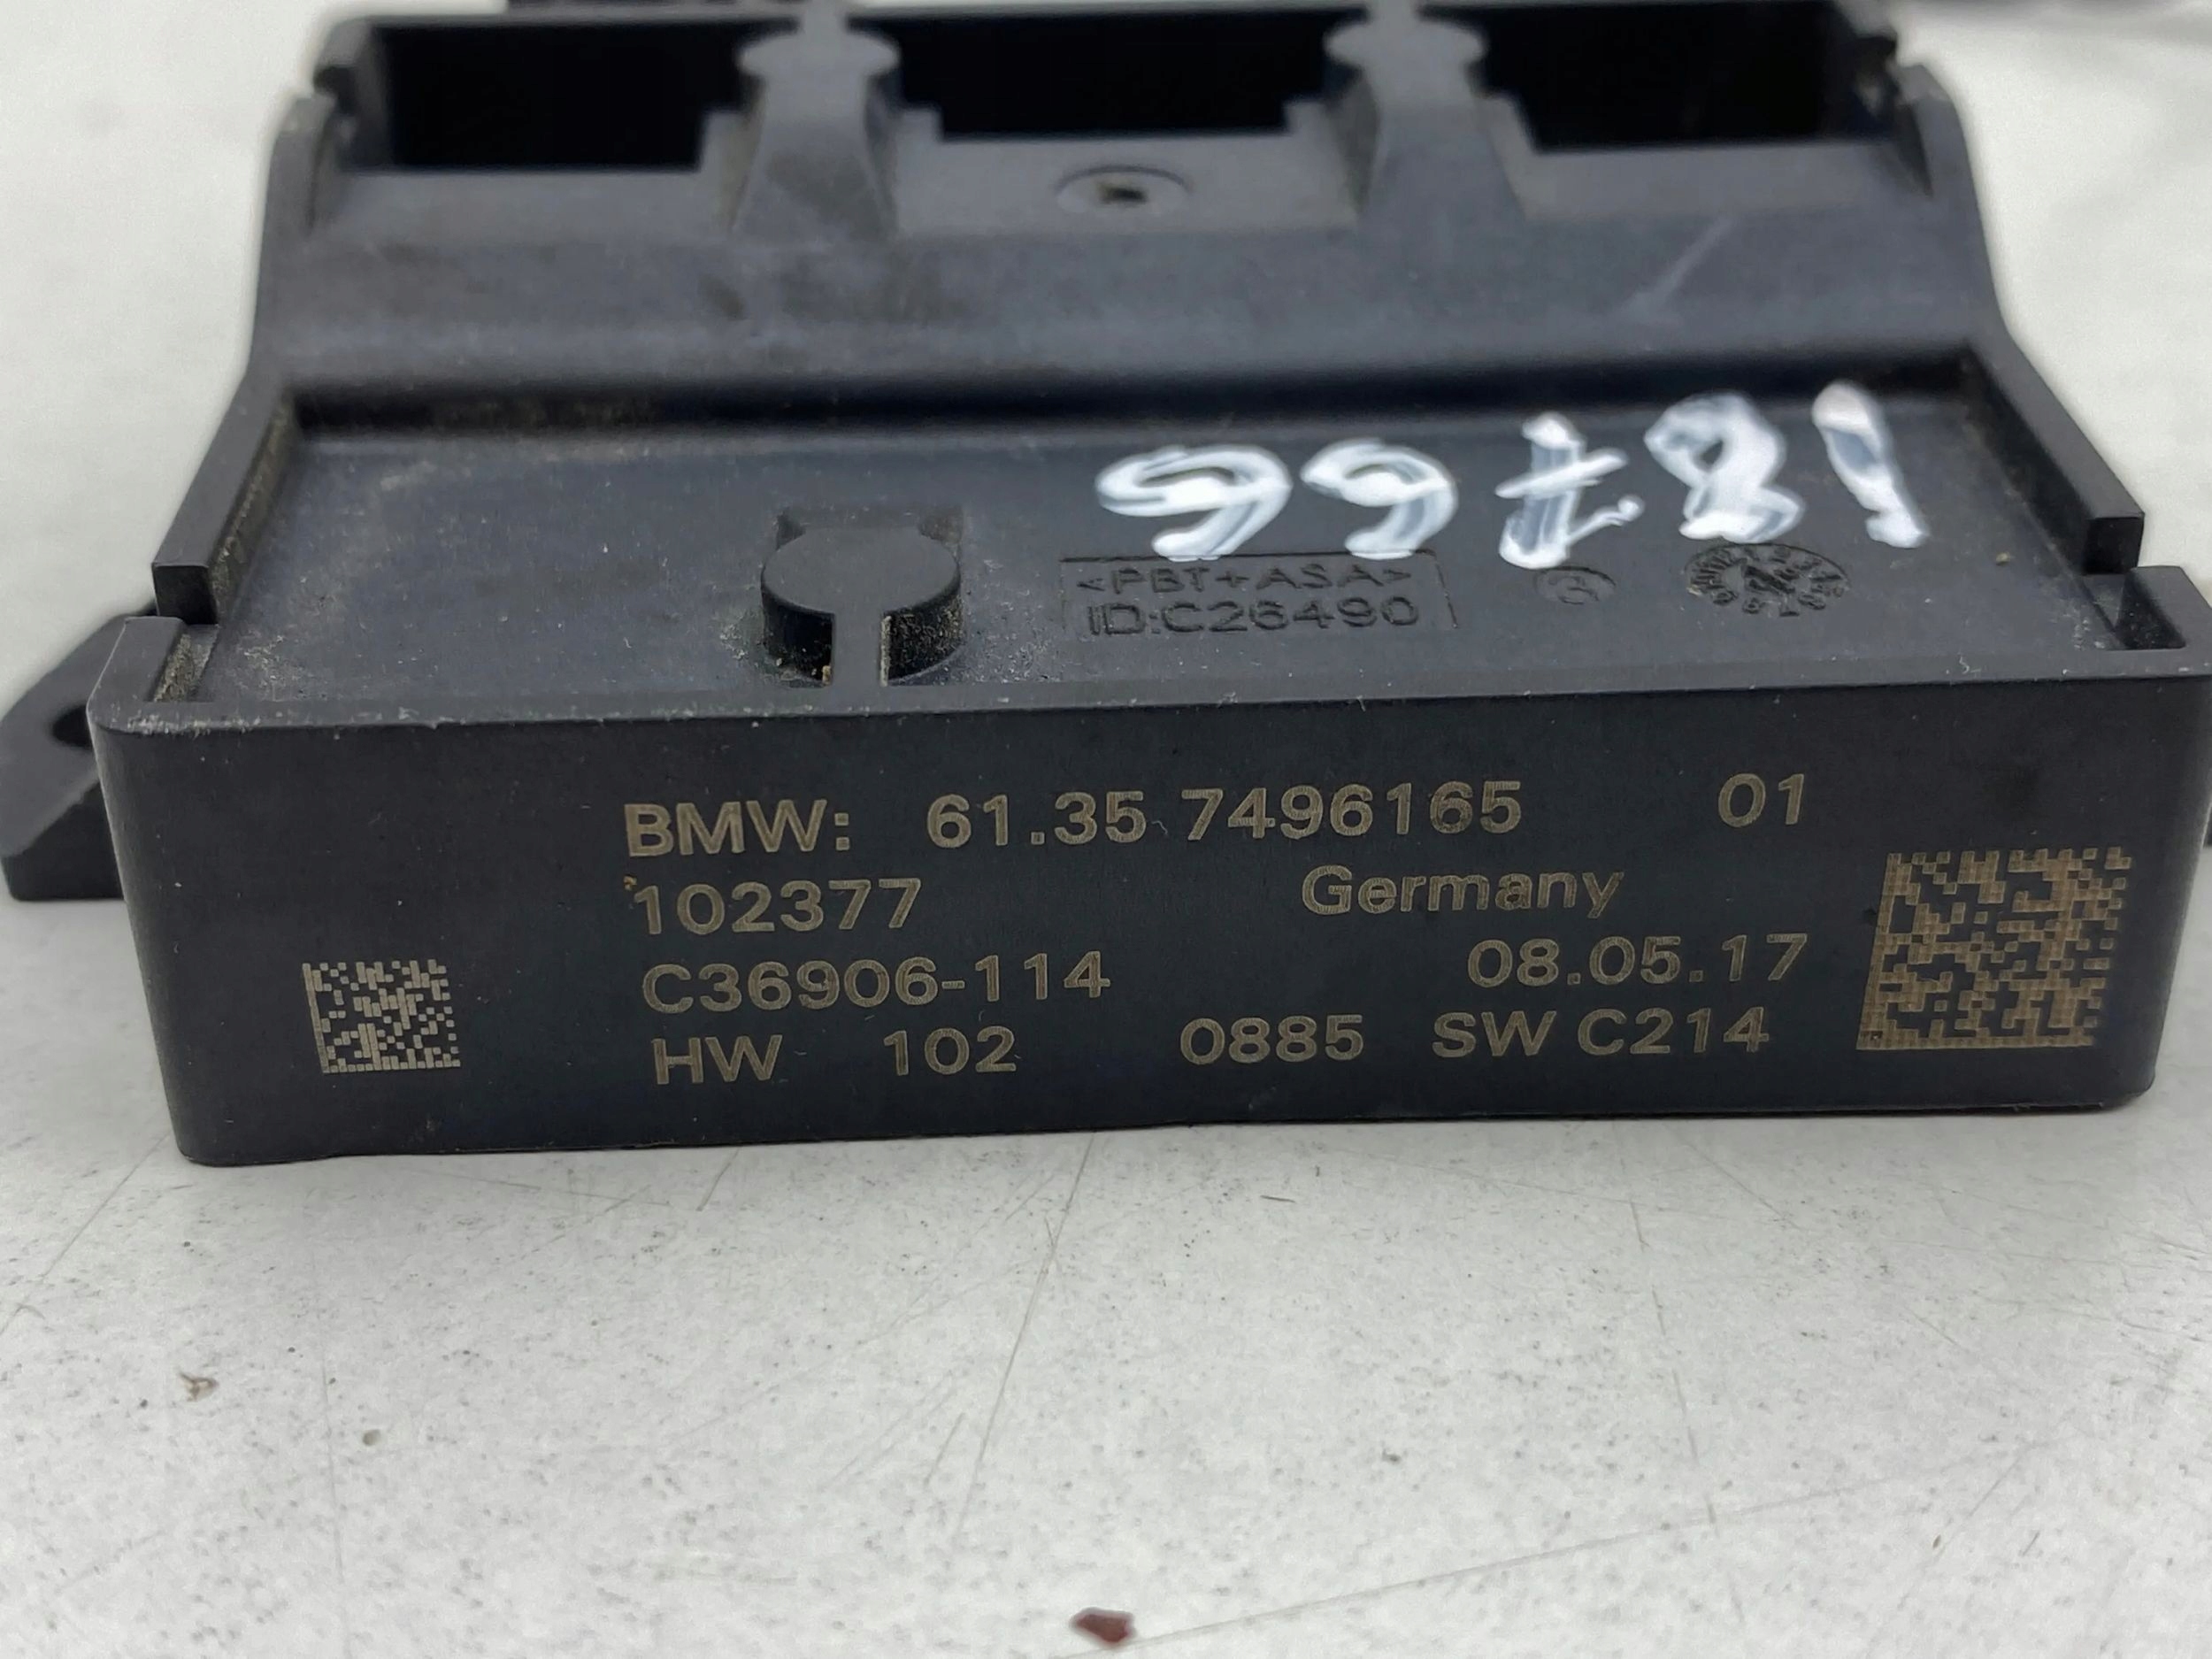 18766
<PBT+ASA>
ID:C26490
BMW: 61.35 7496165 01
102377 Germany
C36906-114 08.05.17
HW 102 0885 SW C214